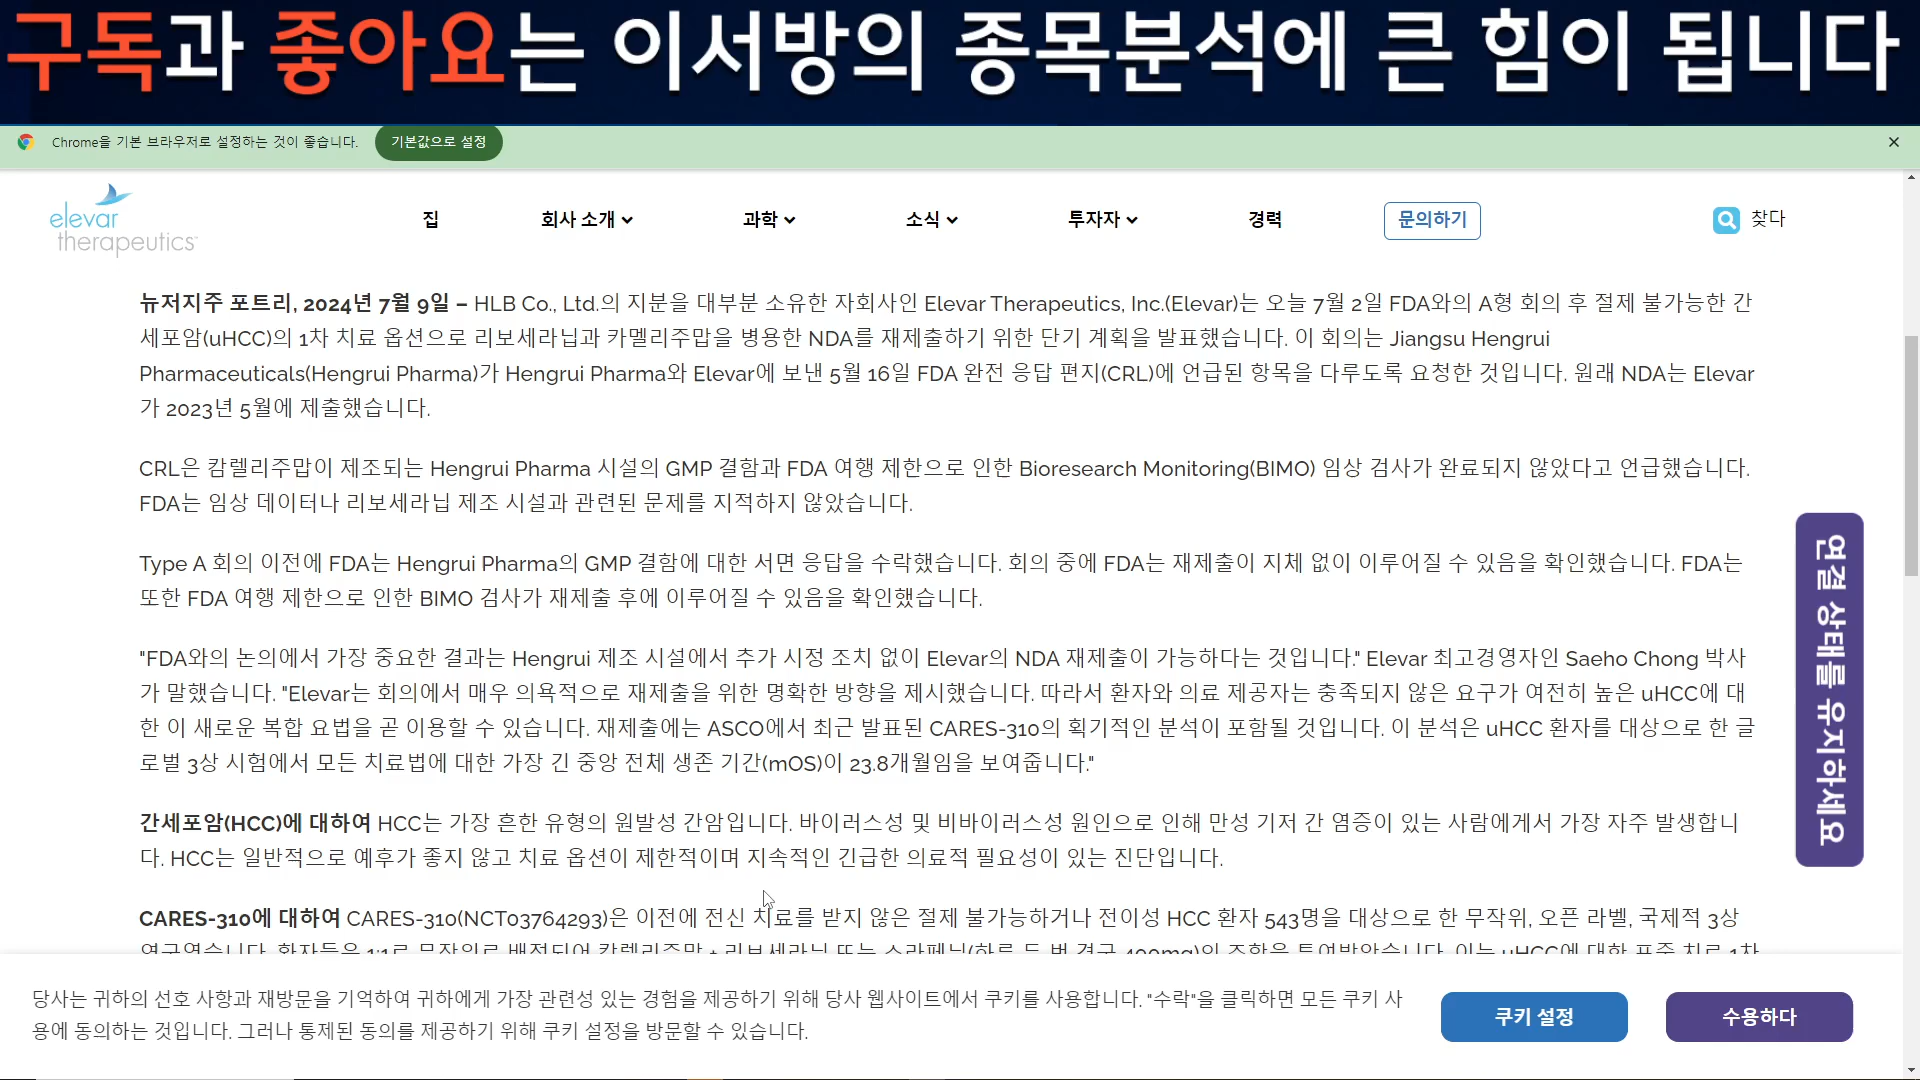 구독과 좋아요는 이서방의 종목분석에 큰 힘이 됩니다
Chrome을 기본 브라우저로 설정하는 것이 좋습니다. 기본값으로 설정
elevar
therapeutics
집 회사 소개 과학 소식 투자자 경력 문의하기 찾다
뉴저지주 포트리, 2024년 7월 9일 – HLB Co., Ltd.의 지분을 대부분 소유한 자회사인 Elevar Therapeutics, Inc.(Elevar)는 오늘 7월 2일 FDA와의 A형 회의 후 절제 불가능한 간
세포암(uHCC)의 1차 치료 옵션으로 리보세라닙과 카멜리주맙을 병용한 NDA를 재제출하기 위한 단기 계획을 발표했습니다. 이 회의는 Jiangsu Hengrui
Pharmaceuticals(Hengrui Pharma)가 Hengrui Pharma와 Elevar에 보낸 5월 16일 FDA 완전 응답 편지(CRL)에 언급된 항목을 다루도록 요청한 것입니다. 원래 NDA는 Elevar
가 2023년 5월에 제출했습니다.
CRL은 캄렐리주맙이 제조되는 Hengrui Pharma 시설의 GMP 결함과 FDA 여행 제한으로 인한 Bioresearch Monitoring(BIMO) 임상 검사가 완료되지 않았다고 언급했습니다.
FDA는 임상 데이터나 리보세라닙 제조 시설과 관련된 문제를 지적하지 않았습니다.
Type A 회의 이전에 FDA는 Hengrui Pharma의 GMP 결함에 대한 서면 응답을 수락했습니다. 회의 중에 FDA는 재제출이 지체 없이 이루어질 수 있음을 확인했습니다. FDA는
또한 FDA 여행 제한으로 인한 BIMO 검사가 재제출 후에 이루어질 수 있음을 확인했습니다.
"FDA와의 논의에서 가장 중요한 결과는 Hengrui 제조 시설에서 추가 시정 조치 없이 Elevar의 NDA 재제출이 가능하다는 것입니다." Elevar 최고경영자인 Saeho Chong 박사
가 말했습니다. "Elevar는 회의에서 매우 의욕적으로 재제출을 위한 명확한 방향을 제시했습니다. 따라서 환자와 의료 제공자는 충족되지 않은 요구가 여전히 높은 uHCC에 대
한 이 새로운 복합 요법을 곧 이용할 수 있습니다. 재제출에는 ASCO에서 최근 발표된 CARES-310의 획기적인 분석이 포함될 것입니다. 이 분석은 uHCC 환자를 대상으로 한 글
로벌 3상 시험에서 모든 치료법에 대한 가장 긴 중앙 전체 생존 기간(mOS)이 23.8개월임을 보여줍니다."
간세포암(HCC)에 대하여 HCC는 가장 흔한 유형의 원발성 간암입니다. 바이러스성 및 비바이러스성 원인으로 인해 만성 기저 간 염증이 있는 사람에게서 가장 자주 발생합니
다. HCC는 일반적으로 예후가 좋지 않고 치료 옵션이 제한적이며 지속적인 긴급한 의료적 필요성이 있는 진단입니다.
CARES-310에 대하여 CARES-310(NCT03764293)은 이전에 전신 치료를 받지 않은 절제 불가능하거나 전이성 HCC 환자 543명을 대상으로 한 무작위, 오픈 라벨, 국제적 3상
연결 상태를 유지하세요
당사는 귀하의 선호 사항과 재방문을 기억하여 귀하에게 가장 관련성 있는 경험을 제공하기 위해 당사 웹사이트에서 쿠키를 사용합니다. "수락"을 클릭하면 모든 쿠키 사
용에 동의하는 것입니다. 그러나 통제된 동의를 제공하기 위해 쿠키 설정을 방문할 수 있습니다.
쿠키 설정 수용하다